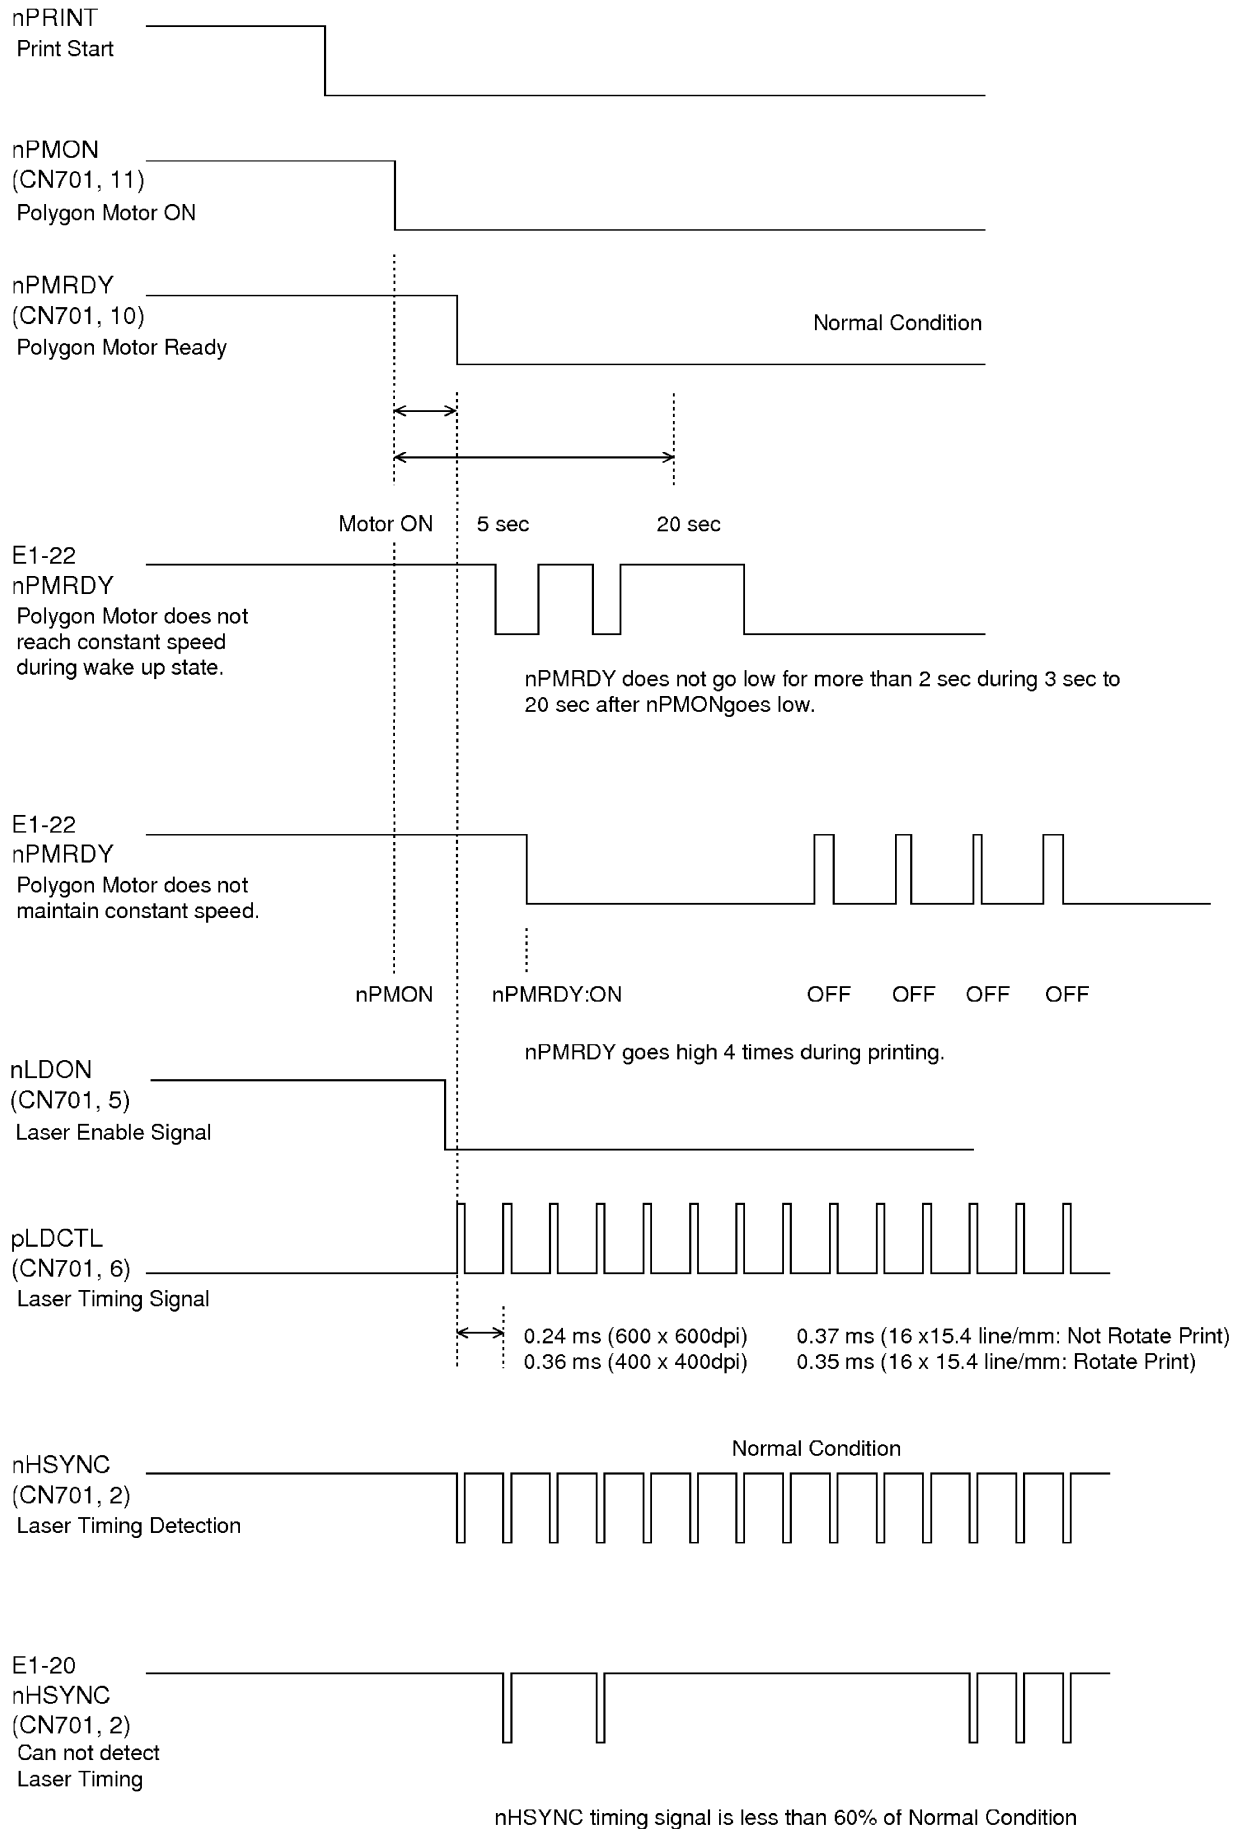 nPRINT
Print Start
nPMON
(CN701, 11)
Polygon Motor ON
nPMRDY
(CN701, 10)
Polygon Motor Ready
Normal Condition
Motor ON 5 sec 20 sec
E1-22
nPMRDY
Polygon Motor does not
reach constant speed
during wake up state.
nPMRDY does not go low for more than 2 sec during 3 sec to
20 sec after nPMONgoes low.
E1-22
nPMRDY
Polygon Motor does not
maintain constant speed.
nPMON nPMRDY:ON OFF OFF OFF OFF
nPMRDY goes high 4 times during printing.
nLDON
(CN701, 5)
Laser Enable Signal
pLDCTL
(CN701, 6)
Laser Timing Signal
0.24 ms (600 x 600dpi) 0.37 ms (16 x15.4 line/mm: Not Rotate Print)
0.36 ms (400 x 400dpi) 0.35 ms (16 x 15.4 line/mm: Rotate Print)
Normal Condition
nHSYNC
(CN701, 2)
Laser Timing Detection
E1-20
nHSYNC
(CN701, 2)
Can not detect
Laser Timing
nHSYNC timing signal is less than 60% of Normal Condition